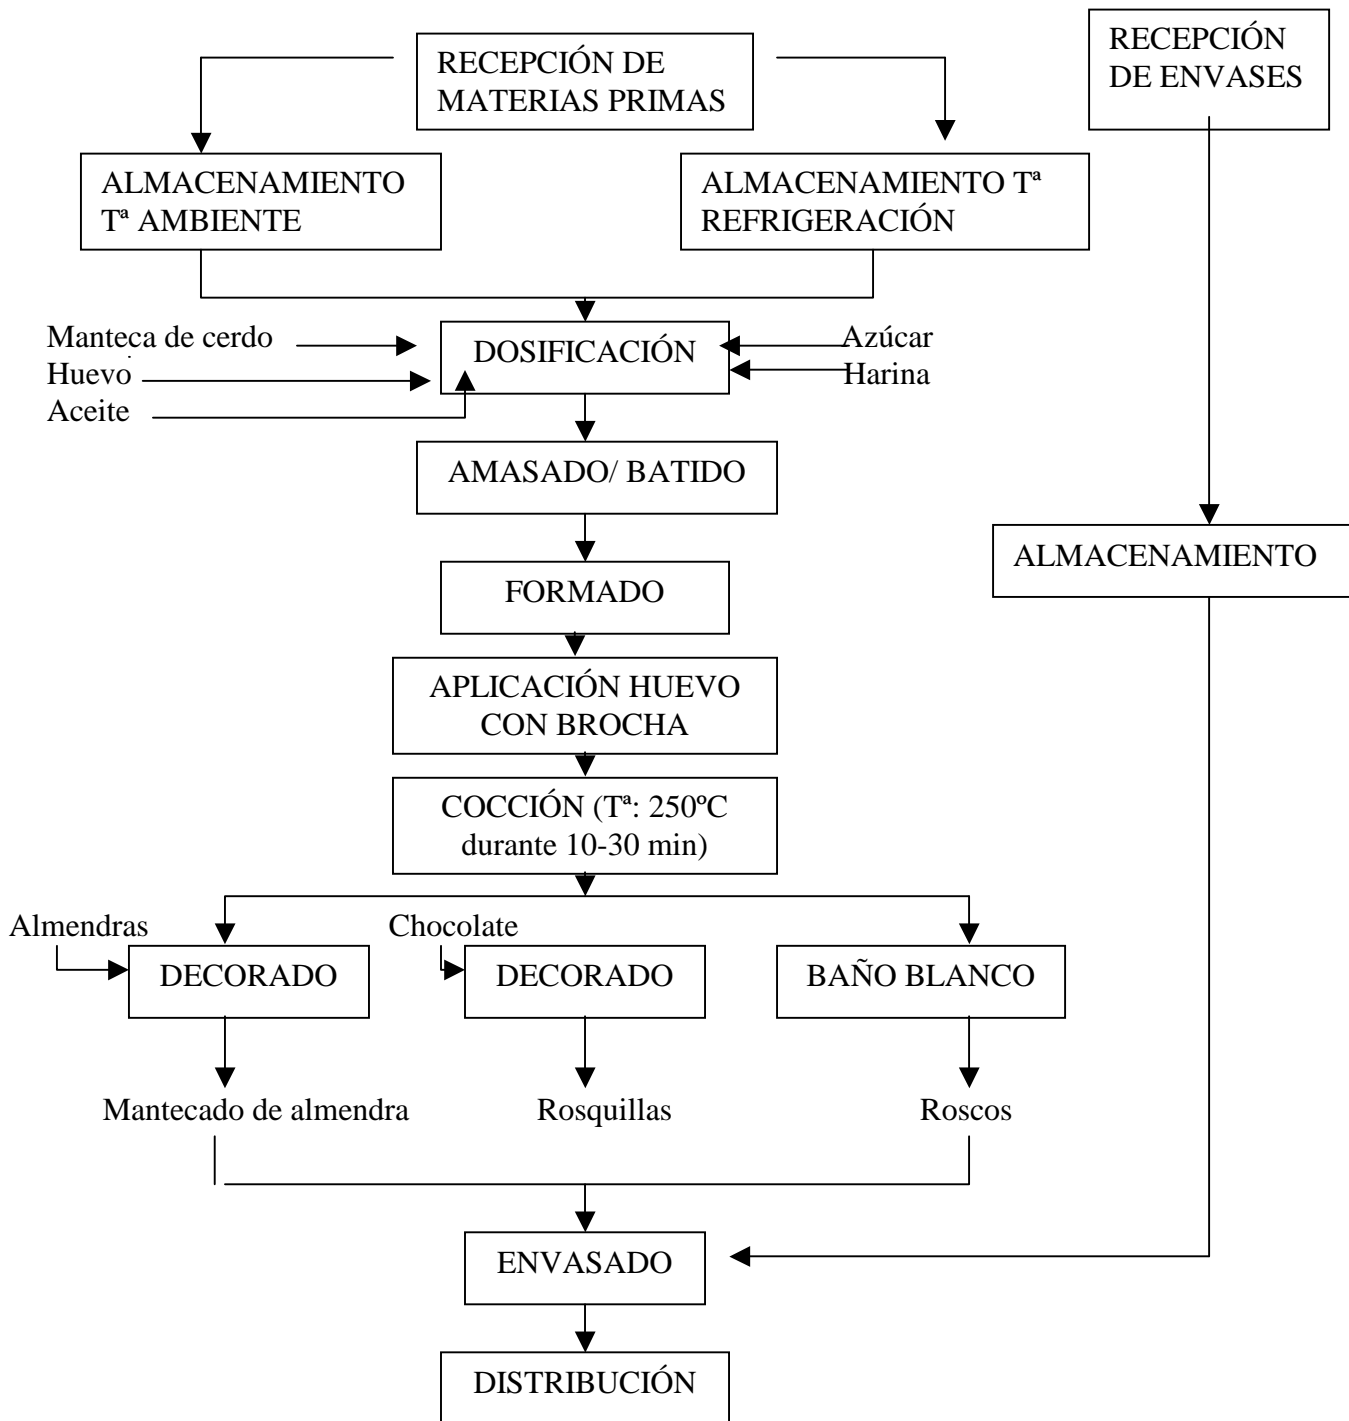 RECEPCIÓN DE
MATERIAS PRIMAS
RECEPCIÓN
DE ENVASES
ALMACENAMIENTO
Tª AMBIENTE
ALMACENAMIENTO Tª
REFRIGERACIÓN
Manteca de cerdo
Huevo
Aceite
DOSIFICACIÓN
Azúcar
Harina
AMASADO/ BATIDO
ALMACENAMIENTO
FORMADO
APLICACIÓN HUEVO
CON BROCHA
COCCIÓN (Tª: 250ºC
durante 10-30 min)
Almendras
Chocolate
DECORADO
DECORADO
BAÑO BLANCO
Mantecado de almendra
Rosquillas
Roscos
ENVASADO
DISTRIBUCIÓN